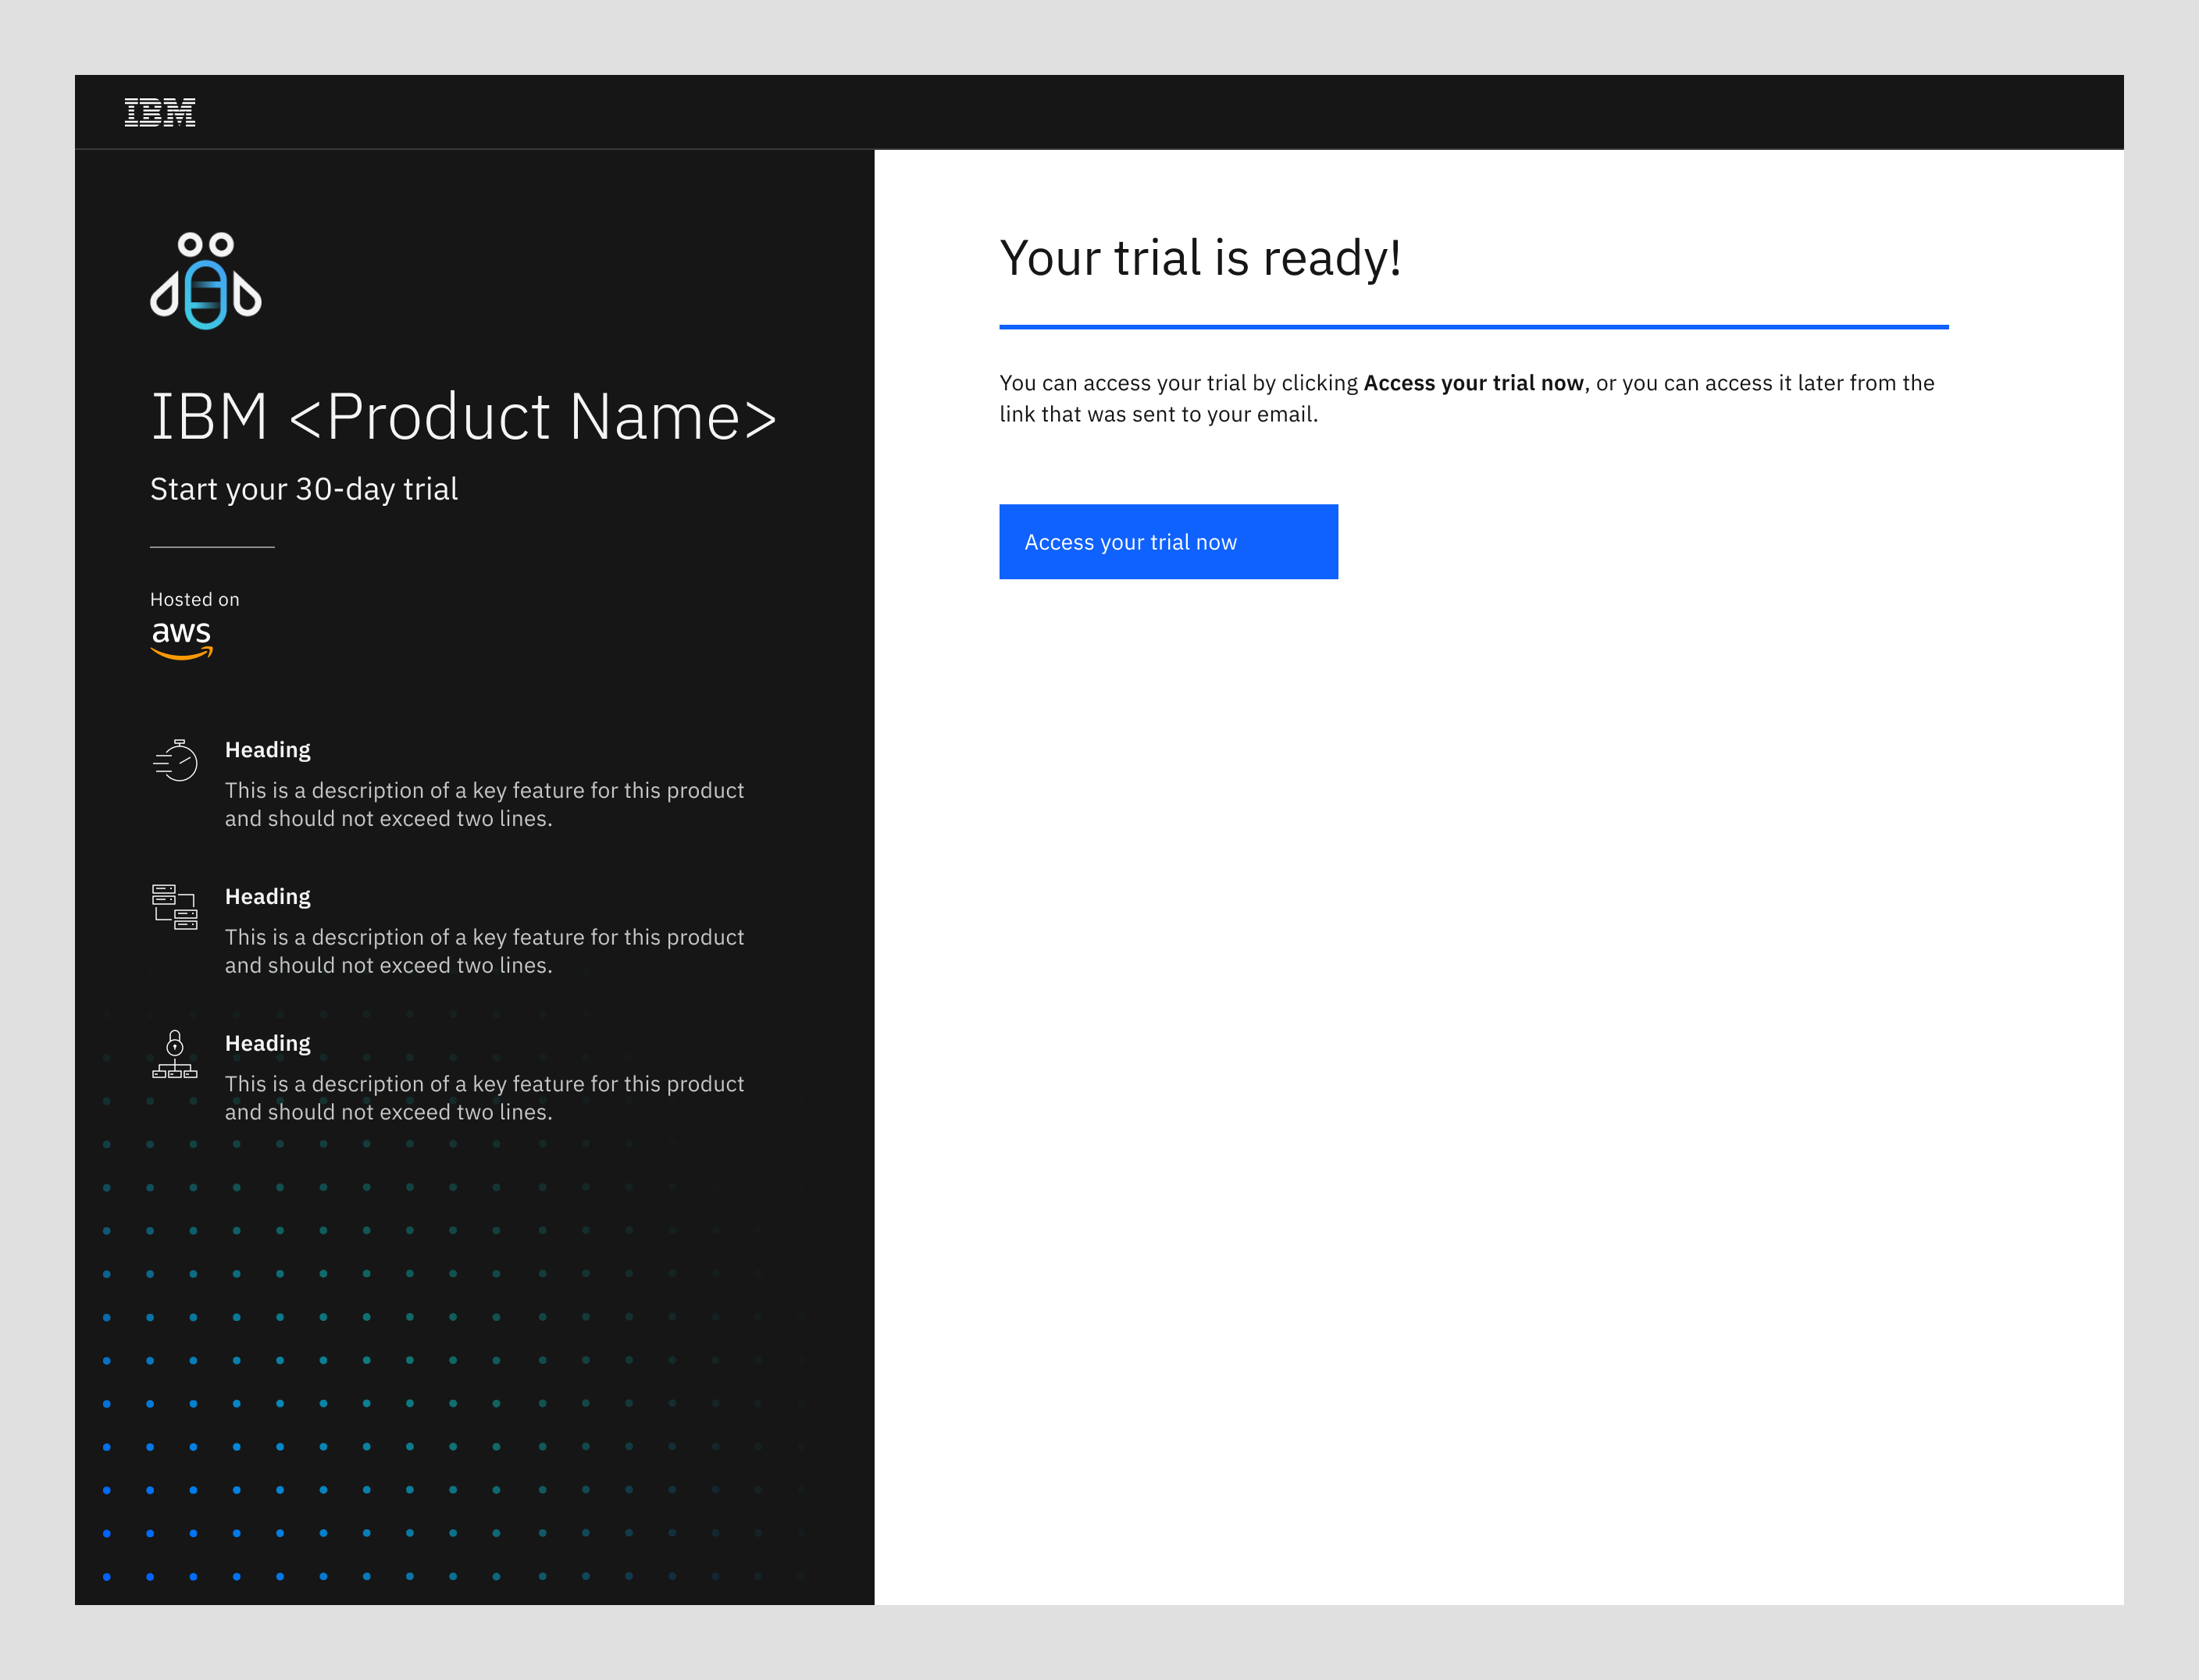 IBM
IBM <Product Name>
Start your 30-day trial
Hosted on
aws
Heading
This is a description of a key feature for this product
and should not exceed two lines.
Heading
This is a description of a key feature for this product
and should not exceed two lines.
Heading
This is a description of a key feature for this product
and should not exceed two lines.
Your trial is ready!
You can access your trial by clicking Access your trial now, or you can access it later from the
link that was sent to your email.
Access your trial now